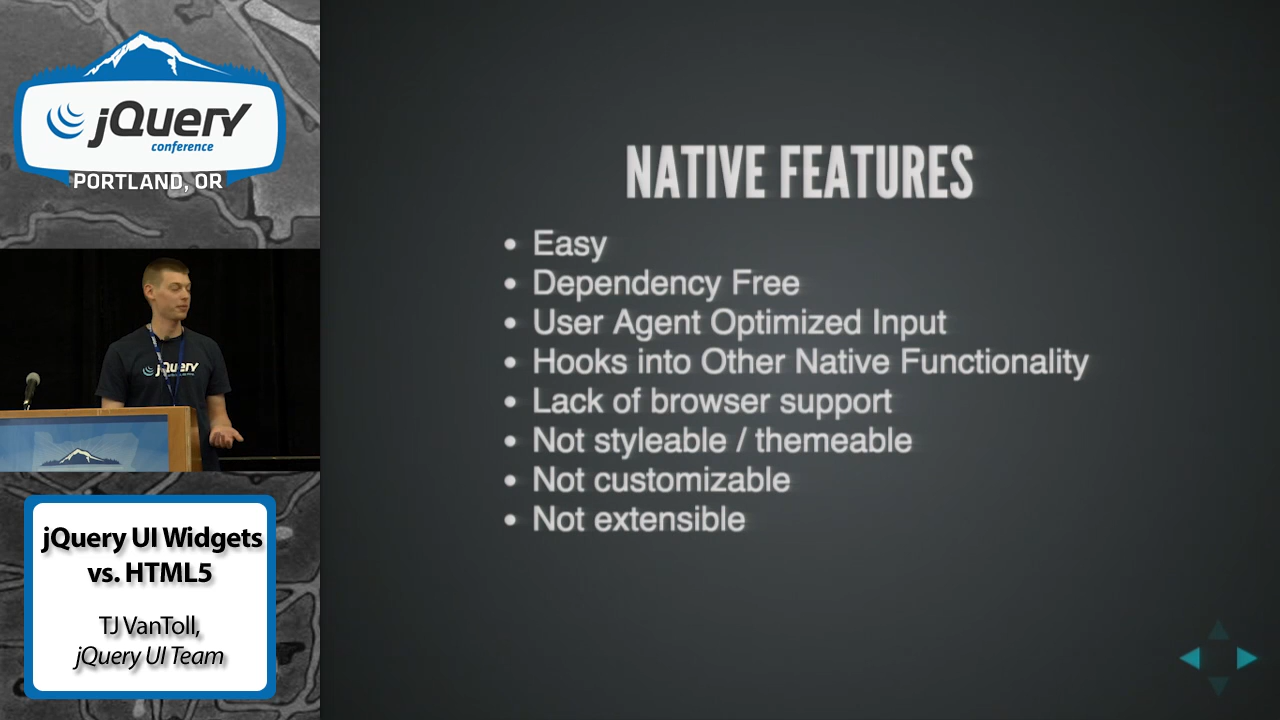 jQuery
conference
PORTLAND, OR
jQuery
jQuery UI Widgets
vs. HTML5
TJ VanToll,
jQuery UI Team
NATIVE FEATURES
• Easy
• Dependency Free
• User Agent Optimized Input
• Hooks into Other Native Functionality
• Lack of browser support
• Not styleable / themeable
• Not customizable
• Not extensible